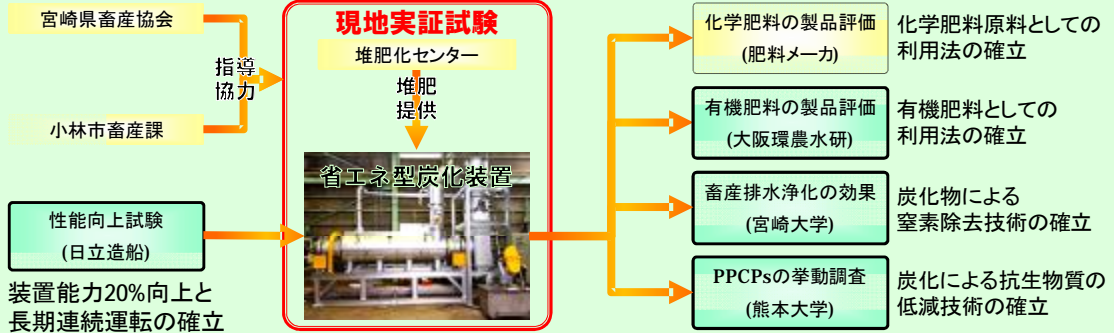 宮崎県畜産協会
指導
協力
小林市畜産課
性能向上試験
(日立造船)
装置能力20%向上と
長期連続運転の確立
現地実証試験
堆肥化センター
堆肥
提供
省エネ型炭化装置
化学肥料の製品評価
(肥料メーカ)
化学肥料原料としての
利用法の確立
有機肥料の製品評価
(大阪環農水研)
有機肥料としての
利用法の確立
畜産排水浄化の効果
(宮崎大学)
炭化物による
窒素除去技術の確立
PPCPsの挙動調査
(熊本大学)
炭化による抗生物質の
低減技術の確立